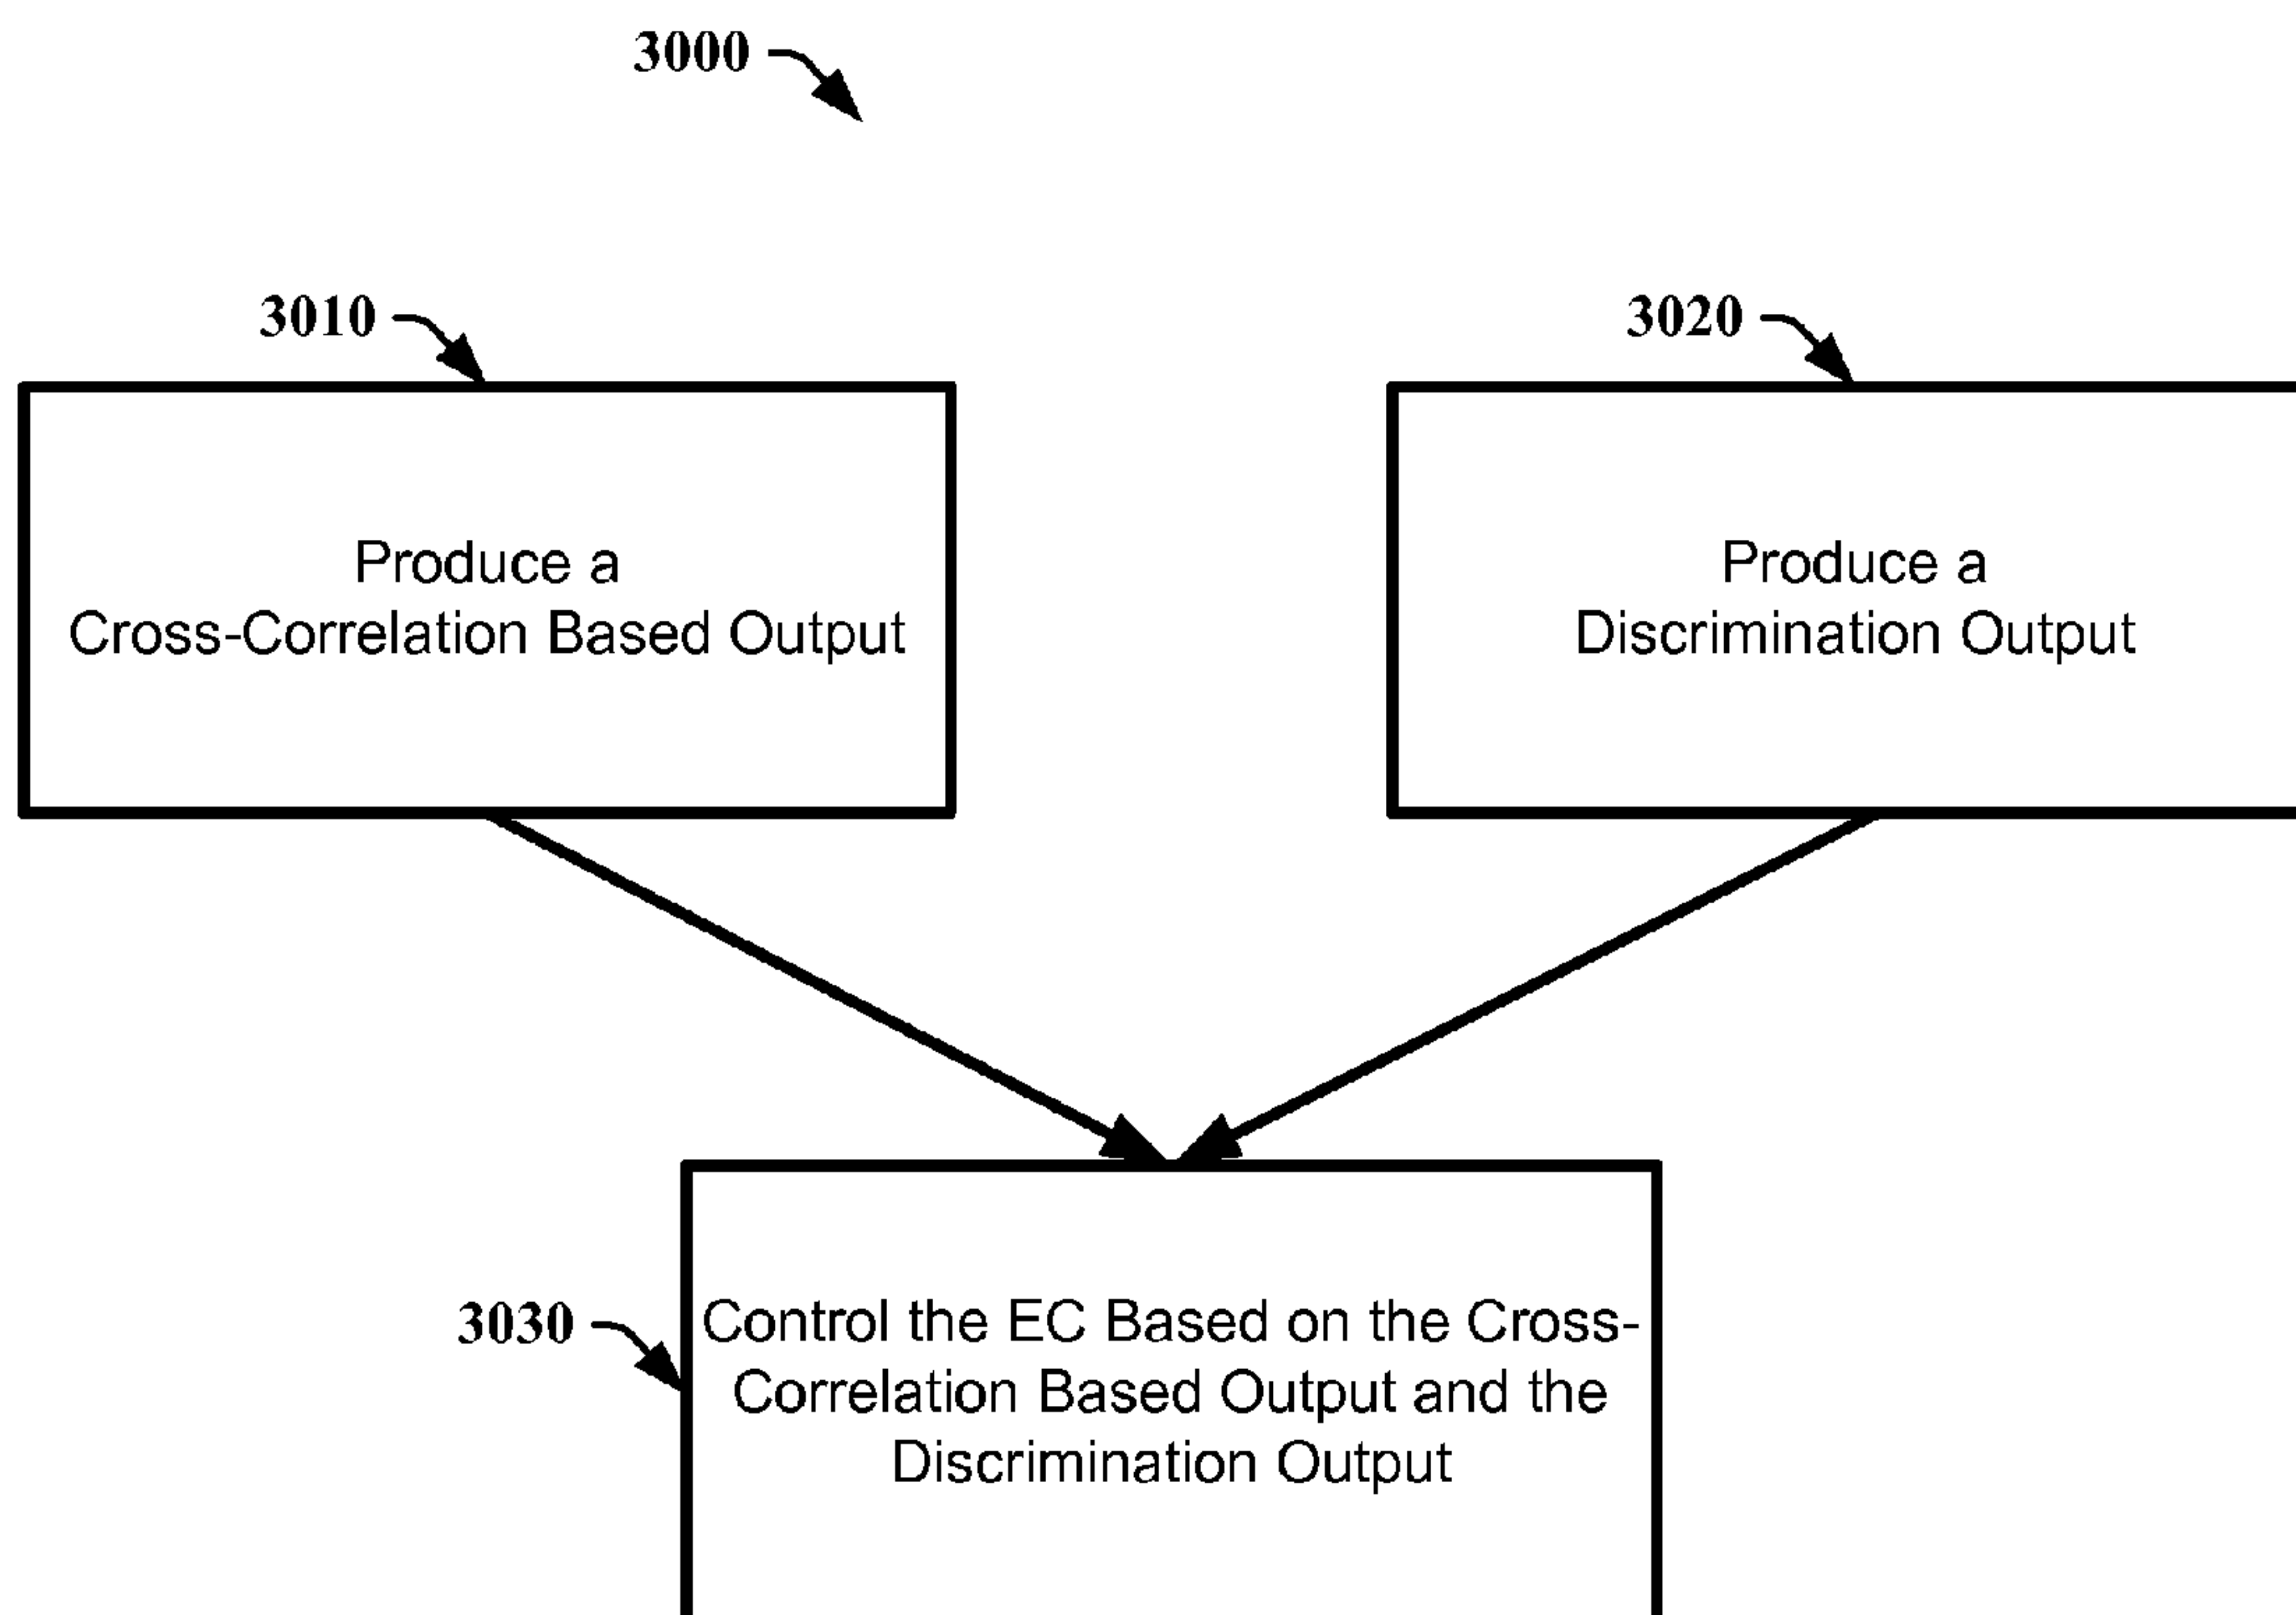 3000
3010
Produce a
Cross-Correlation Based Output
3020
Produce a
Discrimination Output
3030
Control the EC Based on the Cross-
Correlation Based Output and the
Discrimination Output